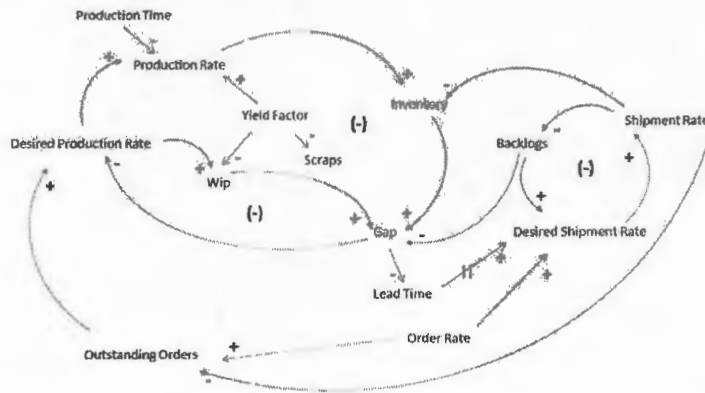 Production Time
-
+
Production Rate
+
+
-
Inventory
Yield Factor
(-)
Shipment Rate
Desired Production Rate
-
Backlogs
-
(-)
+
-
+
-
Scraps
Wip
+
+
(-)
+
+
Gap
-
Desired Shipment Rate
-
+
+
Lead Time
Order Rate
+
Outstanding Orders
-